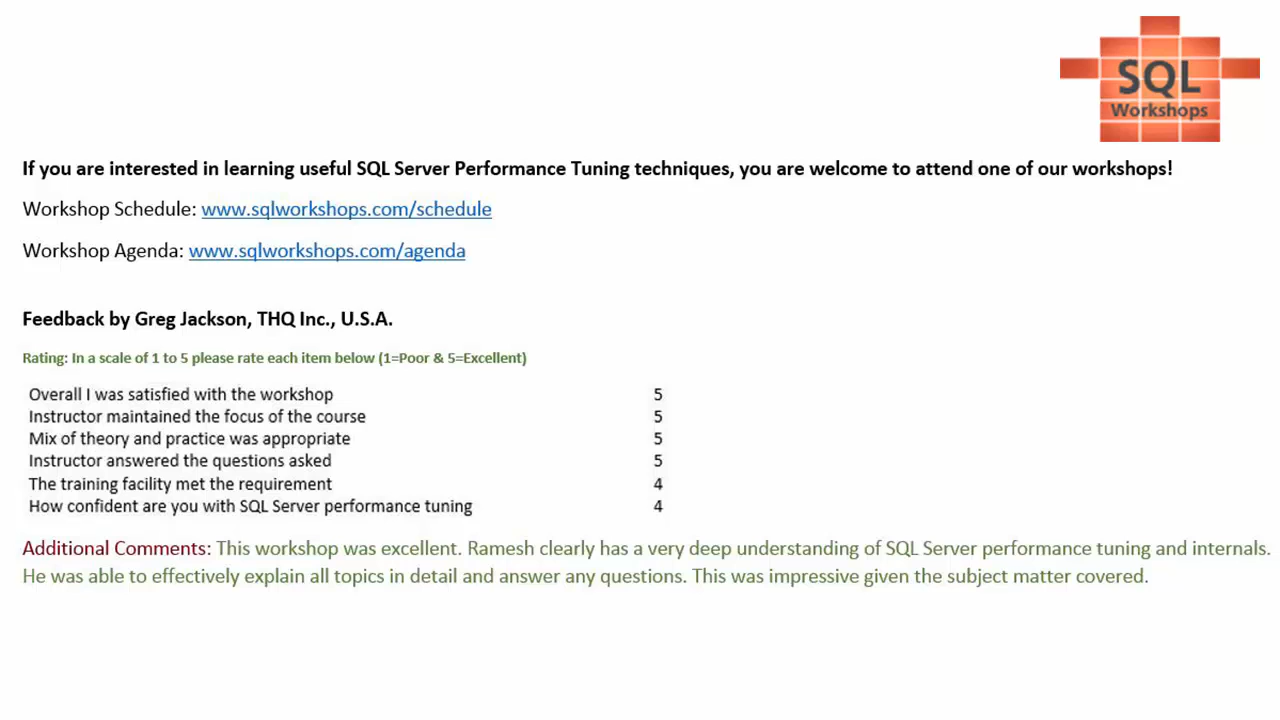 SQL
Workshops
If you are interested in learning useful SQL Server Performance Tuning techniques, you are welcome to attend one of our workshops!
Workshop Schedule: www.sqlworkshops.com/schedule
Workshop Agenda: www.sqlworkshops.com/agenda
Feedback by Greg Jackson, THQ Inc., U.S.A.
Rating: In a scale of 1 to 5 please rate each item below (1=Poor & 5=Excellent)
Overall I was satisfied with the workshop 5
Instructor maintained the focus of the course 5
Mix of theory and practice was appropriate 5
Instructor answered the questions asked 5
The training facility met the requirement 4
How confident are you with SQL Server performance tuning 4
Additional Comments: This workshop was excellent. Ramesh clearly has a very deep understanding of SQL Server performance tuning and internals.
He was able to effectively explain all topics in detail and answer any questions. This was impressive given the subject matter covered.